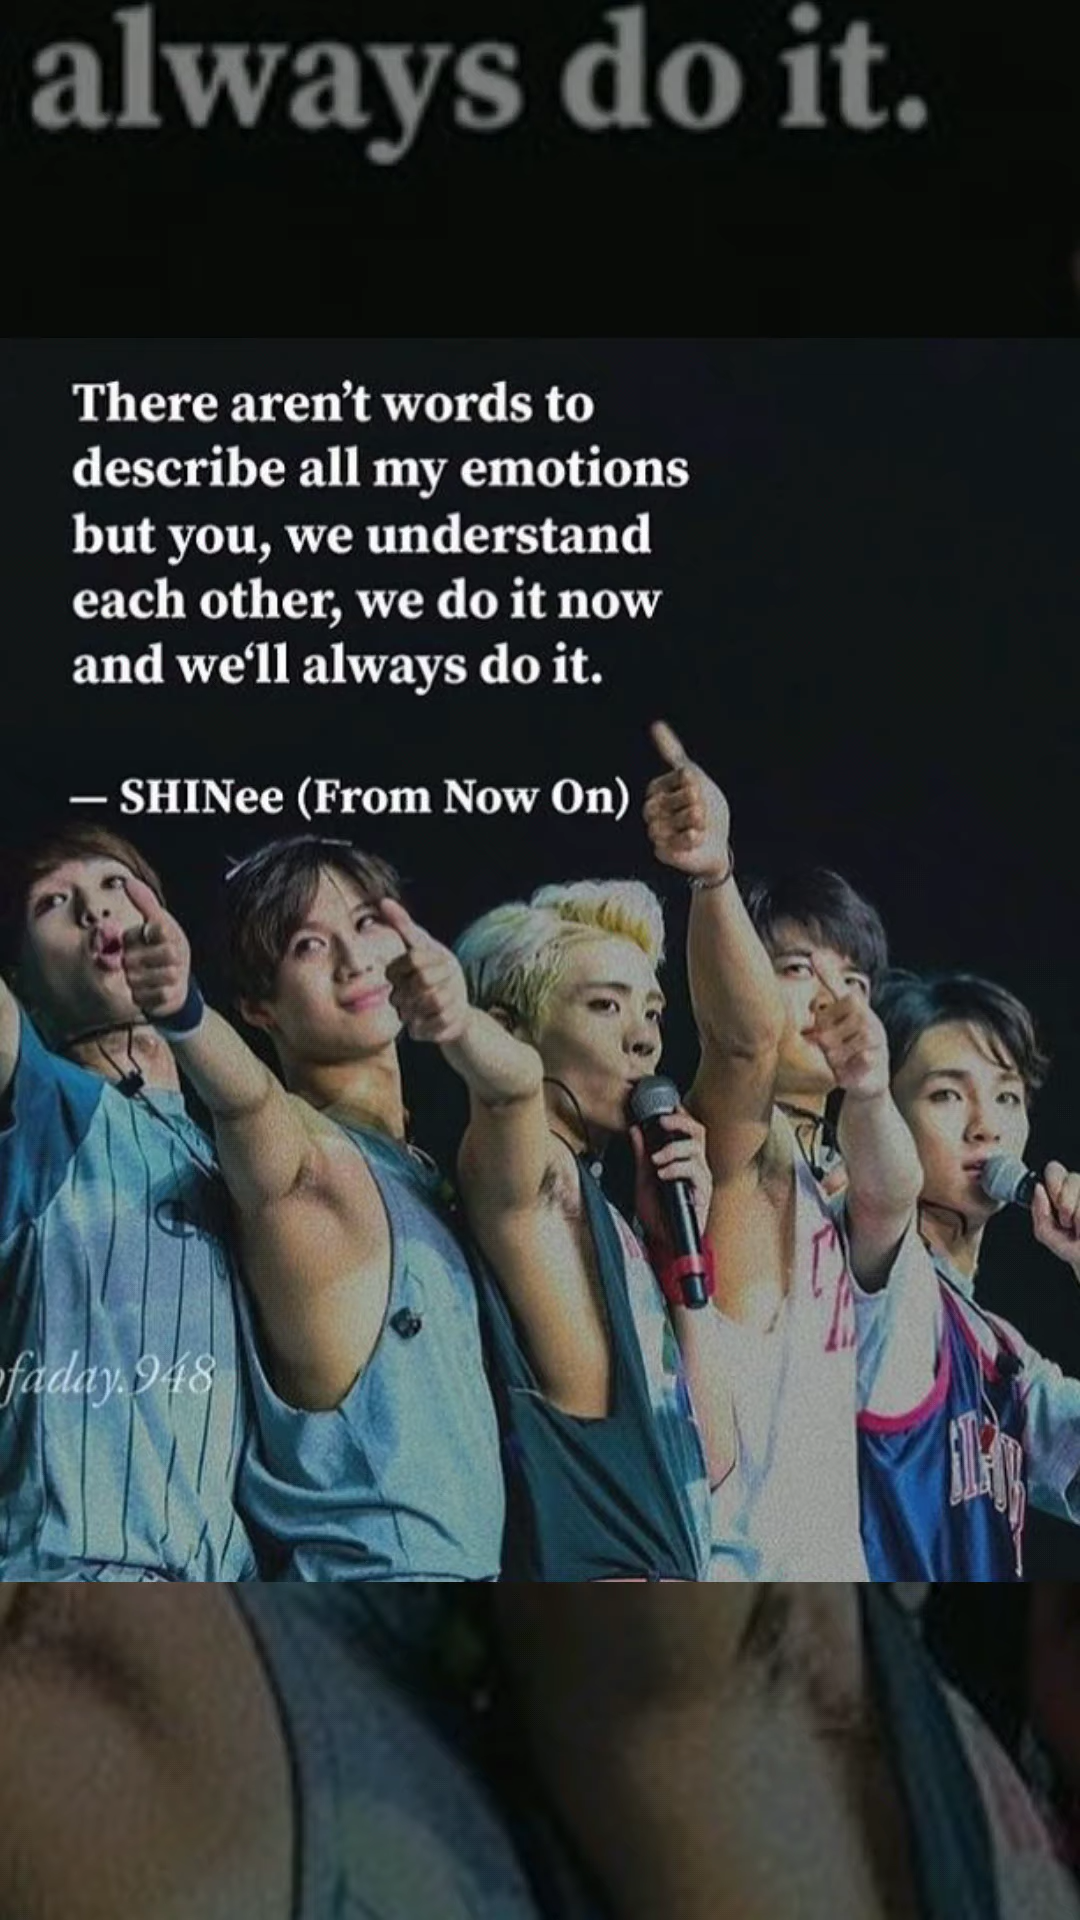 always do it.
There aren’t words to
describe all my emotions
but you, we understand
each other, we do it now
and we‘ll always do it.
— SHINee (From Now On)
ofaday.948